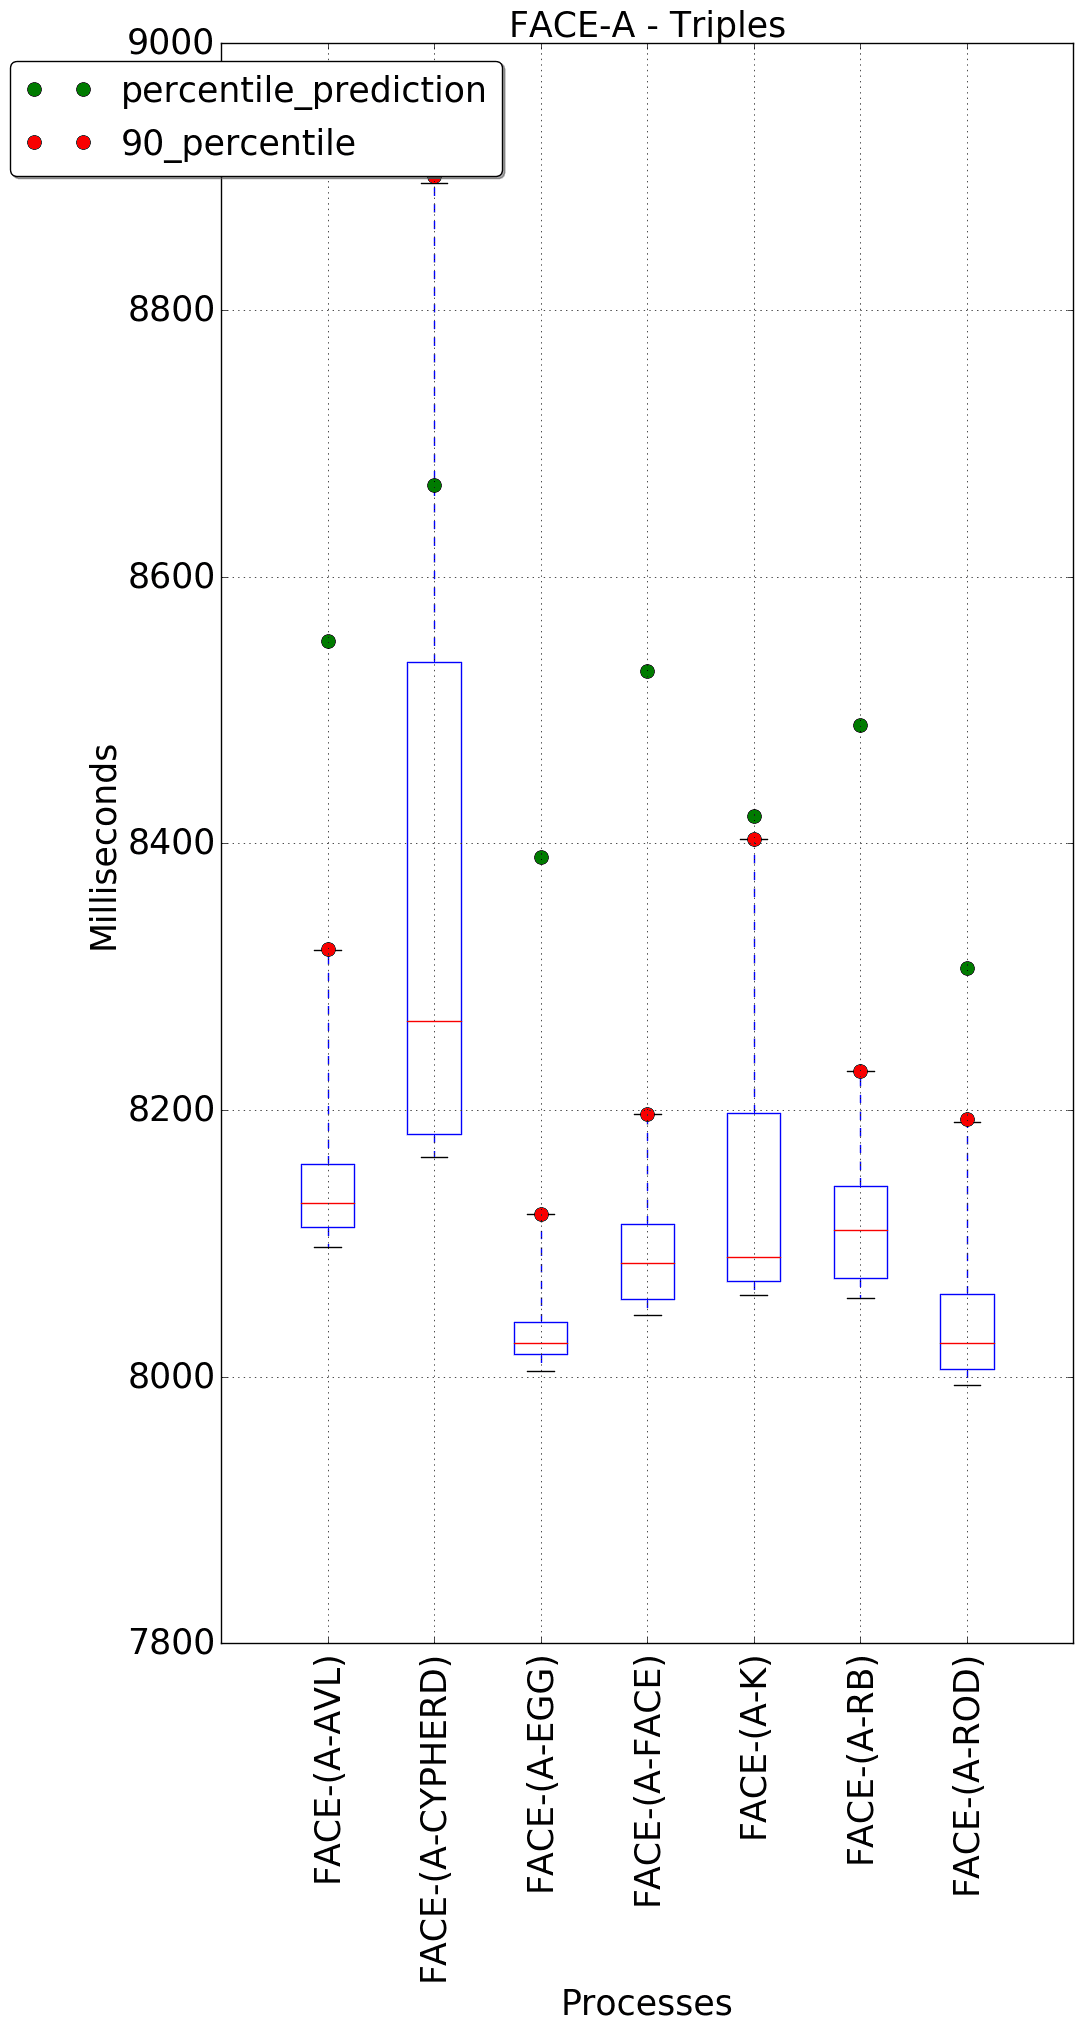 FACE-A - Triples
9000
percentile_prediction
90_percentile
8800
8600
8400
8200
8000
7800
Milliseconds
FACE-(A-AVL)
FACE-(A-CYPHERD)
FACE-(A-EGG)
FACE-(A-FACE)
FACE-(A-K)
FACE-(A-RB)
FACE-(A-ROD)
Processes